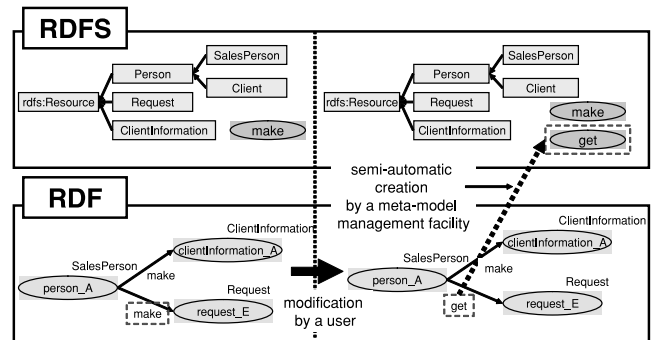 RDFS
SalesPerson
Person
Client
rdfs:Resource
Request
ClientInformation
make
SalesPerson
Person
Client
rdfs:Resource
Request
ClientInformation
make
get
semi-automatic
creation
by a meta-model
management facility
RDF
ClientInformation
clientInformation_A
SalesPerson
make
person_A
Request
make
request_E
modification
by a user
ClientInformation
clientInformation_A
SalesPerson
make
person_A
Request
get
request_E